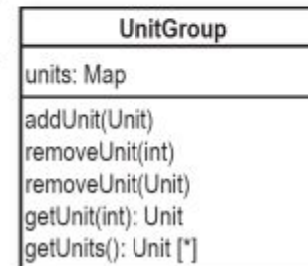 UnitGroup
units: Map
addUnit(Unit)
removeUnit(int)
removeUnit(Unit)
getUnit(int): Unit
getUnits(): Unit [*]